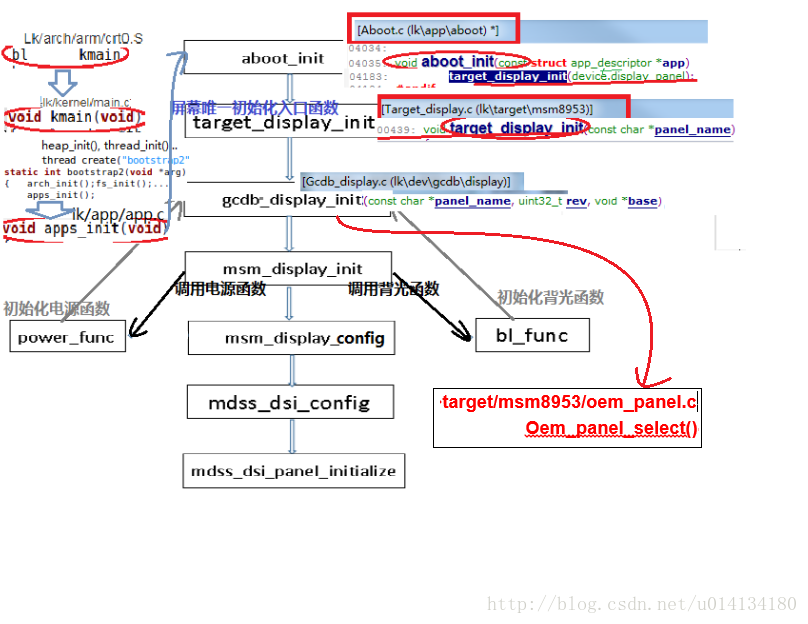 Lk/arch/arm/crt0.S
bl kmain
lk/kernel/main.c
void kmain(void)
heap_init(), thread_init()...
thread create("bootstrap2"
static int bootstrap2(void *arg)
{ arch_init();fs_init();...
apps_init();
lk/app/app.c
void apps_init(void)
aboot_init
[Aboot.c (lk\app\aboot) *]
04034:
04035: void aboot_init(const struct app_descriptor *app)
04183: target_display_init(device.display_panel);
屏幕唯一初始化入口函数
target_display_init
[Target_display.c (lk\target\msm8953)]
00439: void target_display_init(const char *panel_name)
[Gcdb_display.c (lk\dev\gcdb\display)]
gcdb_display_init(const char *panel_name, uint32_t rev, void *base)
msm_display_init
调用电源函数
调用背光函数
初始化电源函数
初始化背光函数
power_func
msm_display_config
bl_func
mdss_dsi_config
target/msm8953/oem_panel.c
Oem_panel_select()
mdss_dsi_panel_initialize
http://blog.csdn.net/u014134180